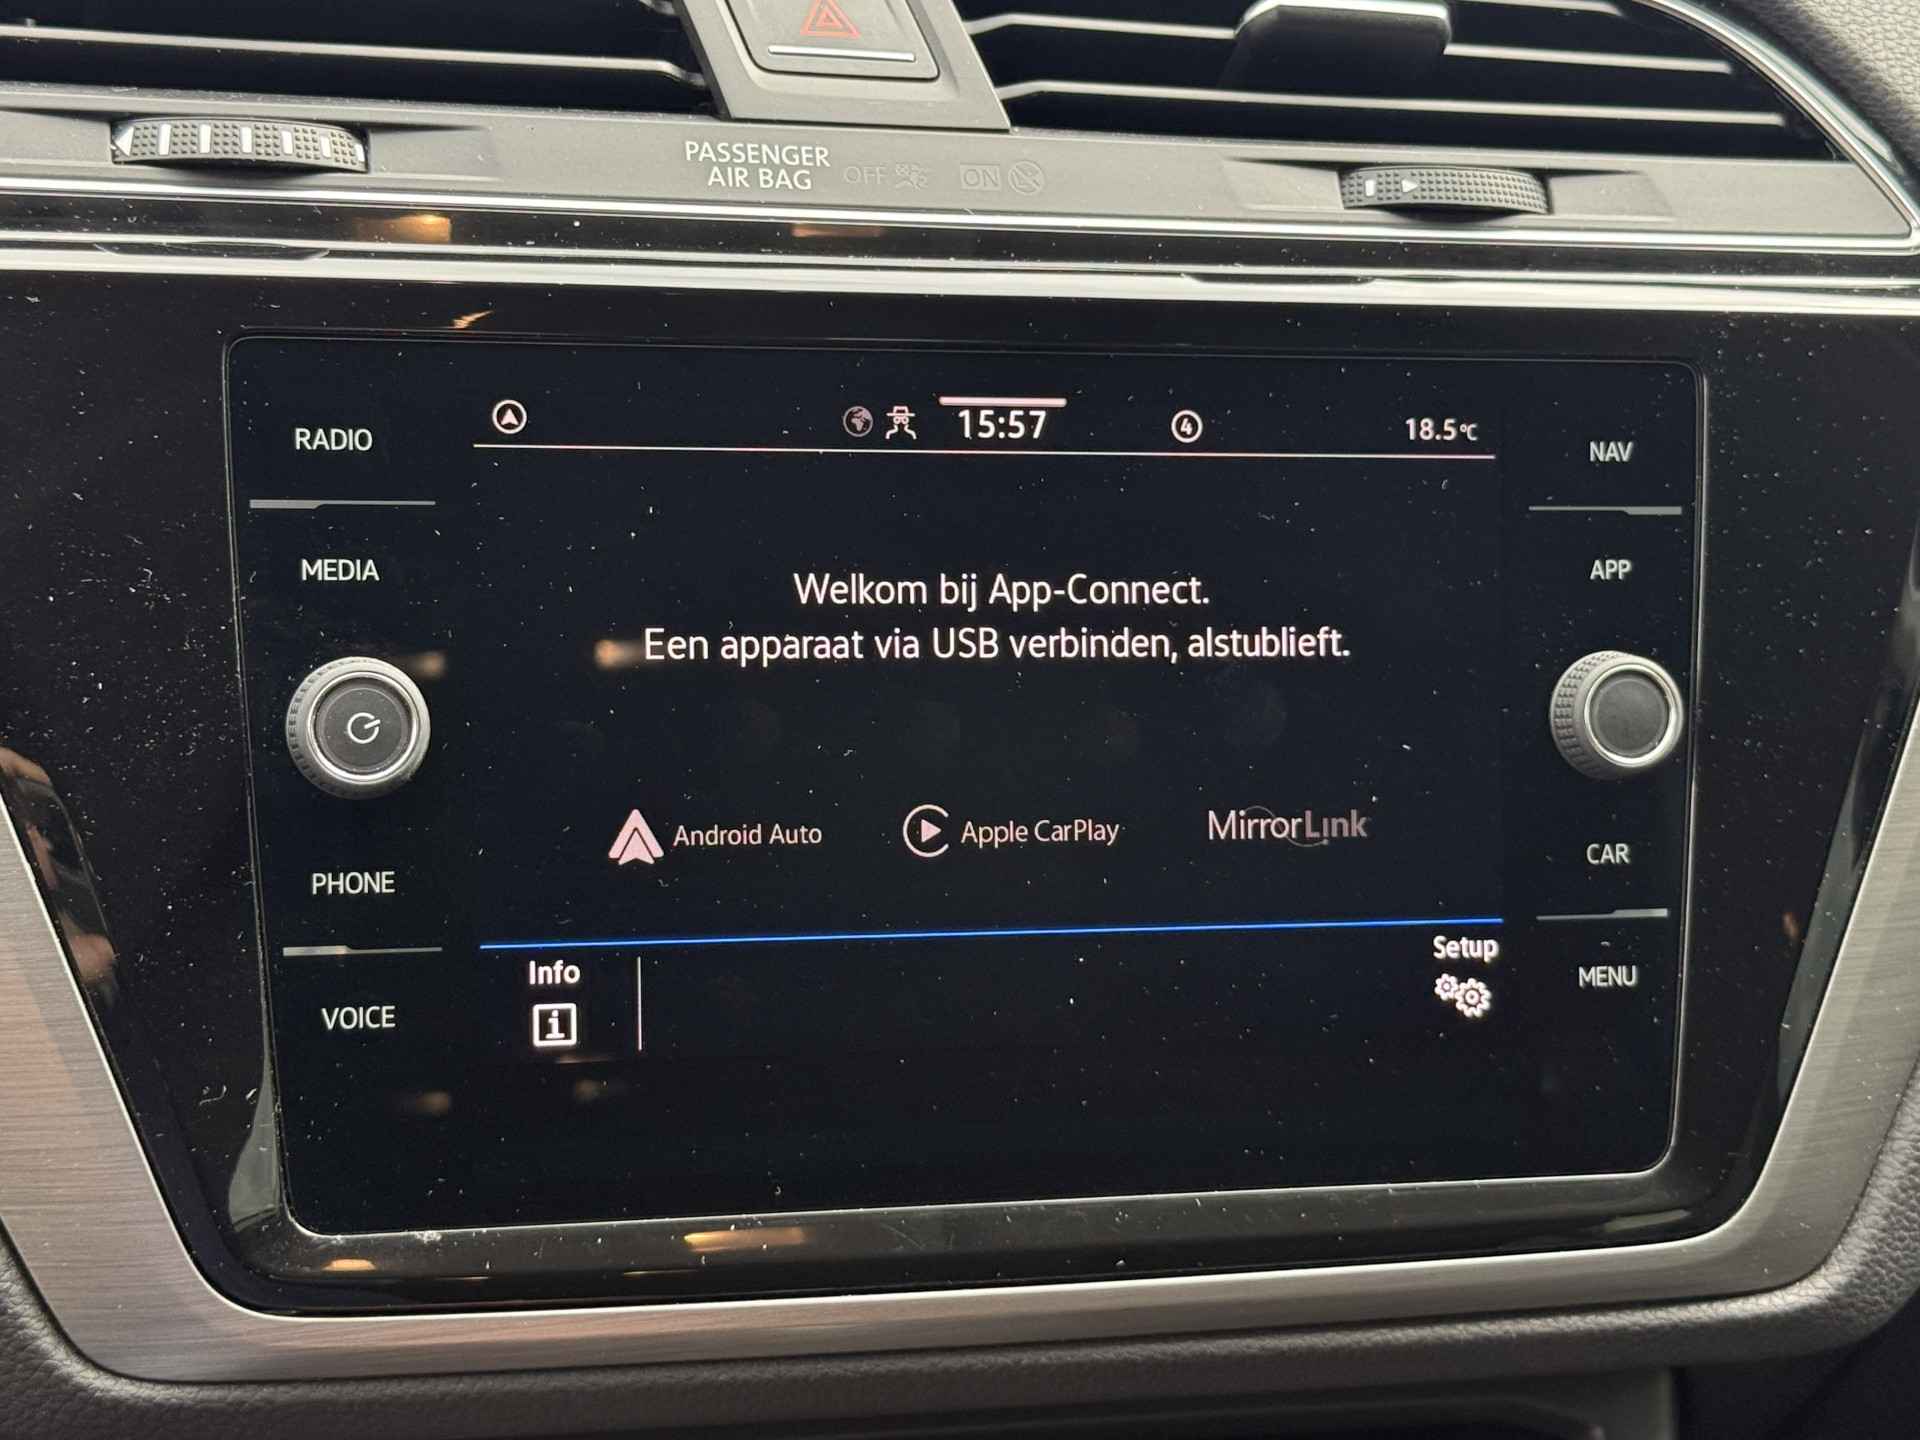 PASSENGER
AIR BAG OFF ON
RADIO
MEDIA
PHONE
VOICE
15:57 4 18.5°C
Welkom bij App-Connect.
Een apparaat via USB verbinden, alstublieft.
Android Auto Apple CarPlay MirrorLink
Info Setup
i
NAV
APP
CAR
MENU